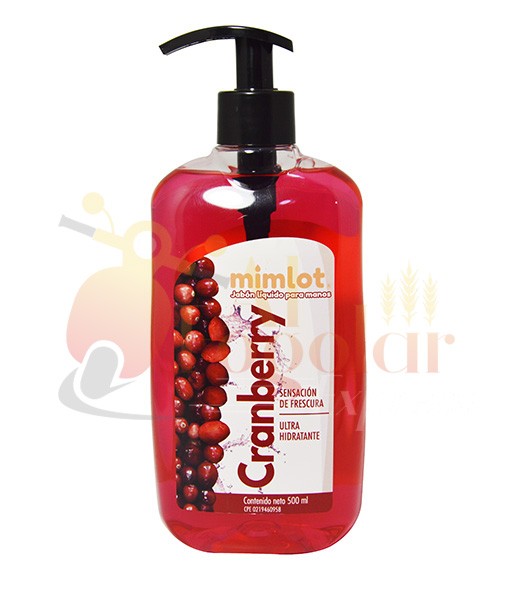 mimlot.
Jabón líquido para manos
Cranberry
SENSACIÓN
DE FRESCURA
ULTRA
HIDRATANTE
Contenido neto 500 ml
CPE 0219460958